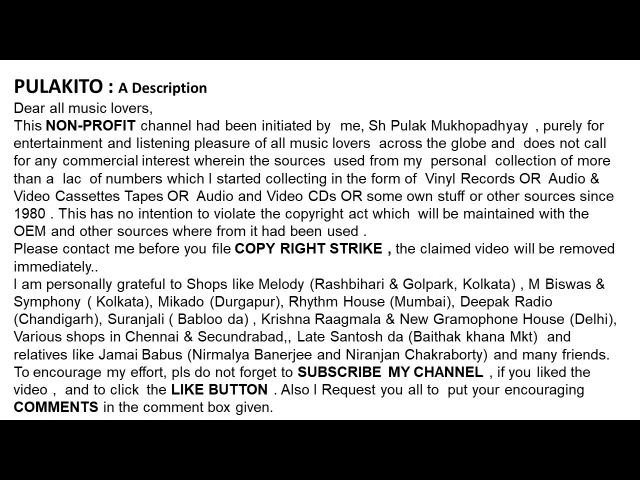 PULAKITO : A Description
Dear all music lovers,
This NON-PROFIT channel had been initiated by me, Sh Pulak Mukhopadhyay , purely for
entertainment and listening pleasure of all music lovers across the globe and does not call
for any commercial interest wherein the sources used from my personal collection of more
than a lac of numbers which I started collecting in the form of Vinyl Records OR Audio &
Video Cassettes Tapes OR Audio and Video CDs OR some own stuff or other sources since
1980 . This has no intention to violate the copyright act which will be maintained with the
OEM and other sources where from it had been used .
Please contact me before you file COPY RIGHT STRIKE , the claimed video will be removed
immediately..
I am personally grateful to Shops like Melody (Rashbihari & Golpark, Kolkata) , M Biswas &
Symphony ( Kolkata), Mikado (Durgapur), Rhythm House (Mumbai), Deepak Radio
(Chandigarh), Suranjali ( Babloo da) , Krishna Raagmala & New Gramophone House (Delhi),
Various shops in Chennai & Secundrabad,, Late Santosh da (Baithak khana Mkt) and
relatives like Jamai Babus (Nirmalya Banerjee and Niranjan Chakraborty) and many friends.
To encourage my effort, pls do not forget to SUBSCRIBE MY CHANNEL , if you liked the
video , and to click the LIKE BUTTON . Also I Request you all to put your encouraging
COMMENTS in the comment box given.